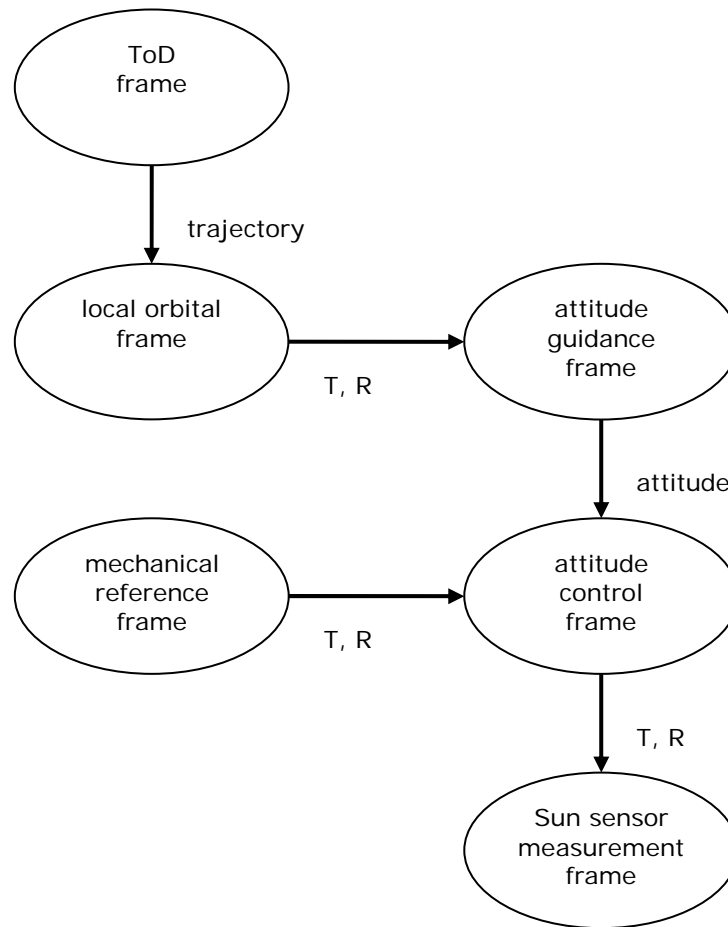 ToD
frame
trajectory
local orbital
frame
T, R
attitude
guidance
frame
attitude
mechanical
reference
frame
T, R
attitude
control
frame
T, R
Sun sensor
measurement
frame